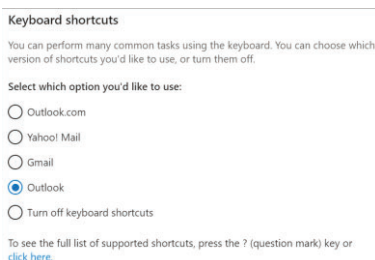 Keyboard shortcuts
You can perform many common tasks using the keyboard. You can choose which
version of shortcuts you'd like to use, or turn them off.
Select which option you'd like to use:
Outlook.com
Yahoo! Mail
Gmail
Outlook
Turn off keyboard shortcuts
To see the full list of supported shortcuts, press the ? (question mark) key or
click here.